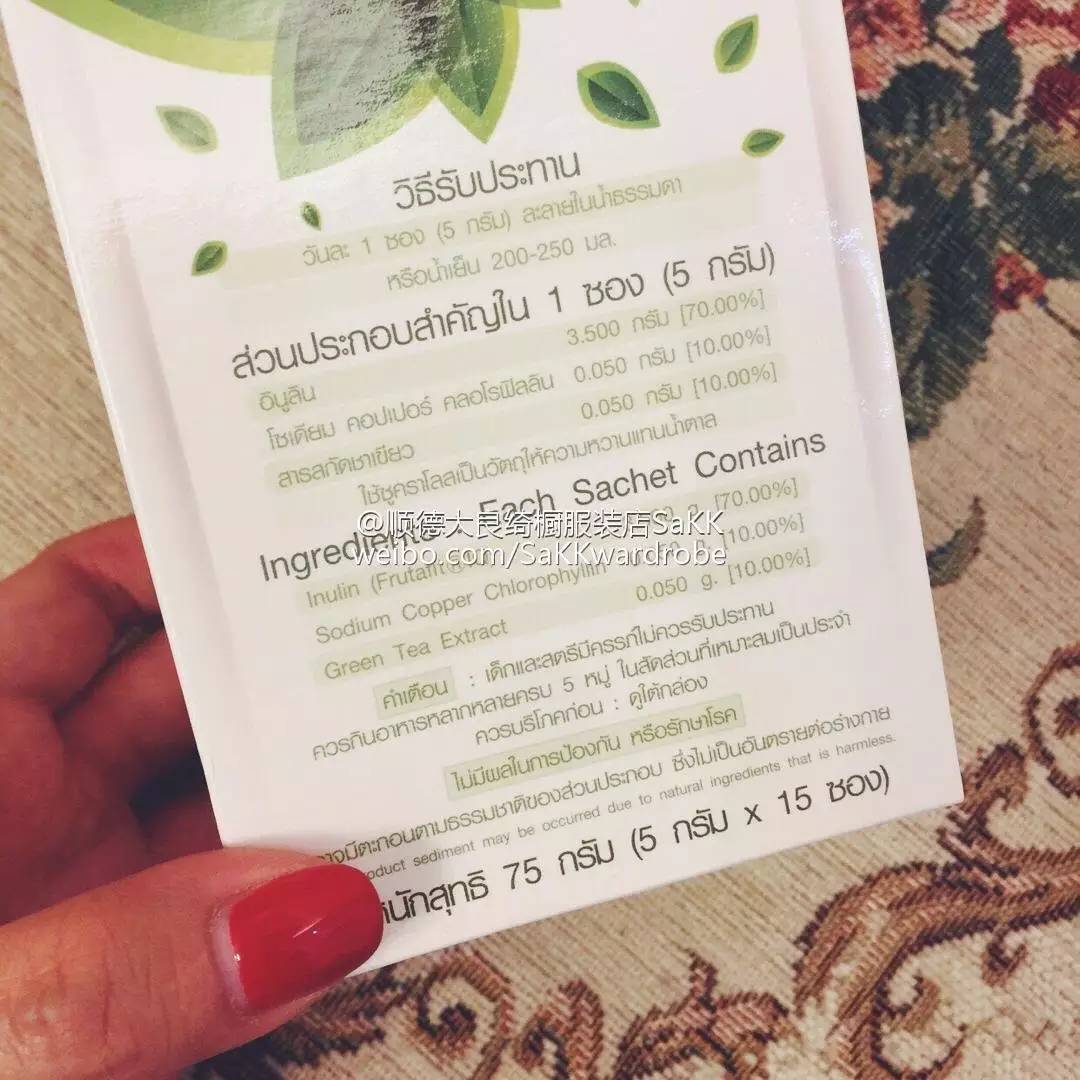 วิธีรับประทาน
วันละ 1 ซอง (5 กรัม) ละลายในน้ำธรรมดา
หรือน้ำเย็น 200-250 มล.
ส่วนประกอบสำคัญใน 1 ซอง (5 กรัม)
อินูลิน 3.500 กรัม [70.00%]
โซเดียม คอปเปอร์ คลอโรฟิลลิน 0.050 กรัม [10.00%]
สารสกัดชาเขียว 0.050 กรัม [10.00%]
ใช้ซูคราโลสเป็นวัตถุให้ความหวานแทนน้ำตาล
Ingredients : Each Sachet Contains
@顺德大良绮橱服装店SaKK
weibo.com/SaKKwardrobe
Inulin (Frutafit® g. [70.00%]
Sodium Copper Chlorophyllin g. [10.00%]
Green Tea Extract 0.050 g. [10.00%]
คำเตือน : เด็กและสตรีมีครรภ์ไม่ควรรับประทาน
ควรกินอาหารหลากหลายครบ 5 หมู่ ในสัดส่วนที่เหมาะสมเป็นประจำ
ควรบริโภคก่อน : ดูใต้กล่อง
ไม่มีผลในการป้องกัน หรือรักษาโรค
อาจมีตะกอนตามธรรมชาติของส่วนประกอบ ซึ่งไม่เป็นอันตรายต่อร่างกาย
sediment may be occurred due to natural ingredients that is harmless.
75 กรัม (5 กรัม x 15 ซอง)